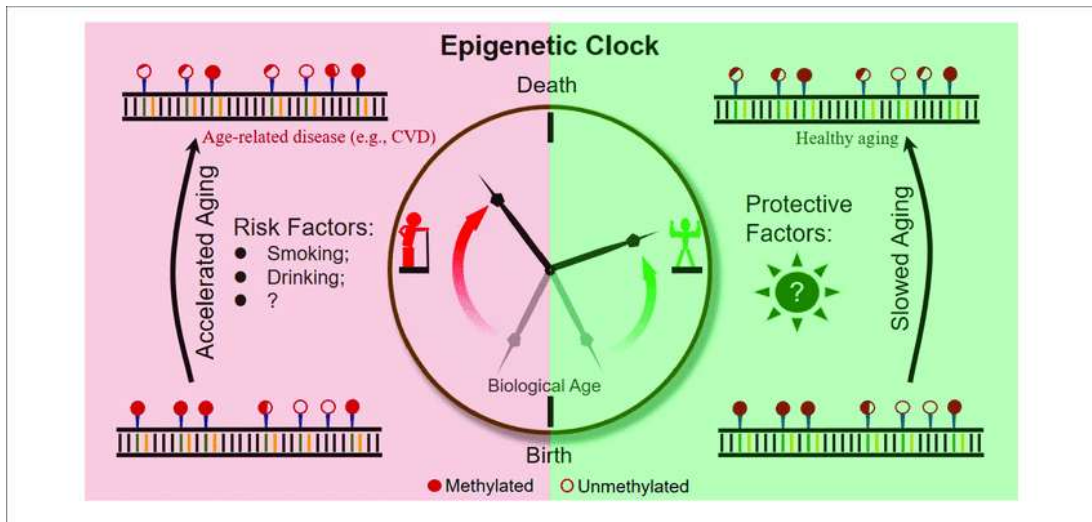 Epigenetic Clock
Death
Age-related disease (e.g., CVD)
Healthy aging
Accelerated Aging
Risk Factors:
Smoking;
Drinking;
?
Protective
Factors:
?
Slowed Aging
Biological Age
Birth
Methylated
Unmethylated